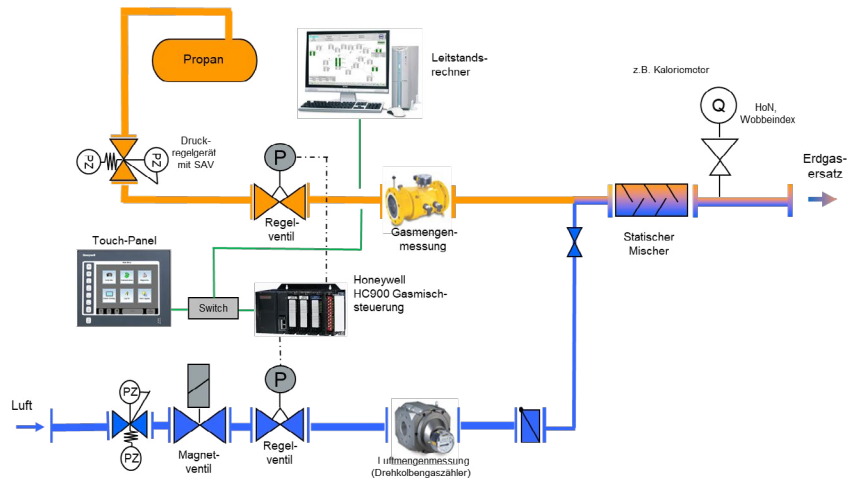 Propan
Leitstands-
rechner
z.B. Kaloriomotor
Q
HoN,
Wobbeindex
PZ
PZ
Druck-
regelgerät
mit SAV
P
Erdgas-
ersatz
Regel-
ventil
Gasmengen-
messung
Statischer
Mischer
Touch-Panel
Switch
Honeywell
HC900 Gasmisch-
steuerung
Luft
PZ
PZ
P
Magnet-
ventil
Regel-
ventil
Luftmengenmessung
(Drehkolbengaszähler)